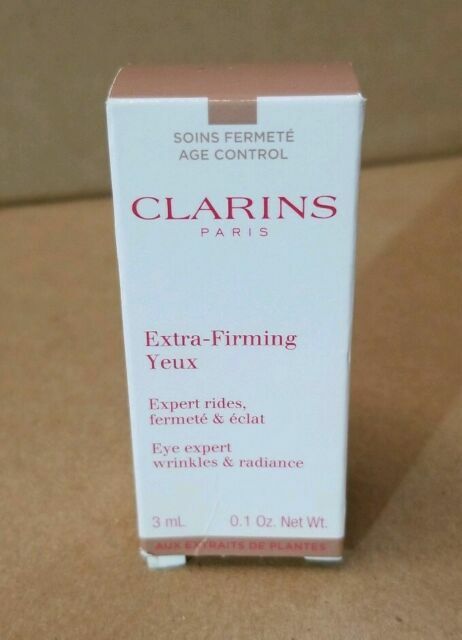 SOINS FERMETÉ
AGE CONTROL
CLARINS
PARIS
Extra-Firming
Yeux
Expert rides,
fermeté & éclat
Eye expert
wrinkles & radiance
3 mL 0.1 Oz. Net Wt.
AUX EXTRAITS DE PLANTES